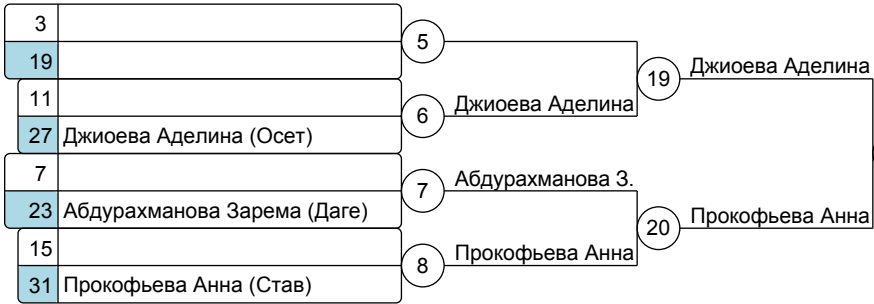 3
19
5
11
27 Джиоева Аделина (Осет)
6
Джиоева Аделина
19
Джиоева Аделина
7
23 Абдурахманова Зарема (Даге)
7
Абдурахманова З.
15
31 Прокофьева Анна (Став)
8
Прокофьева Анна
20
Прокофьева Анна